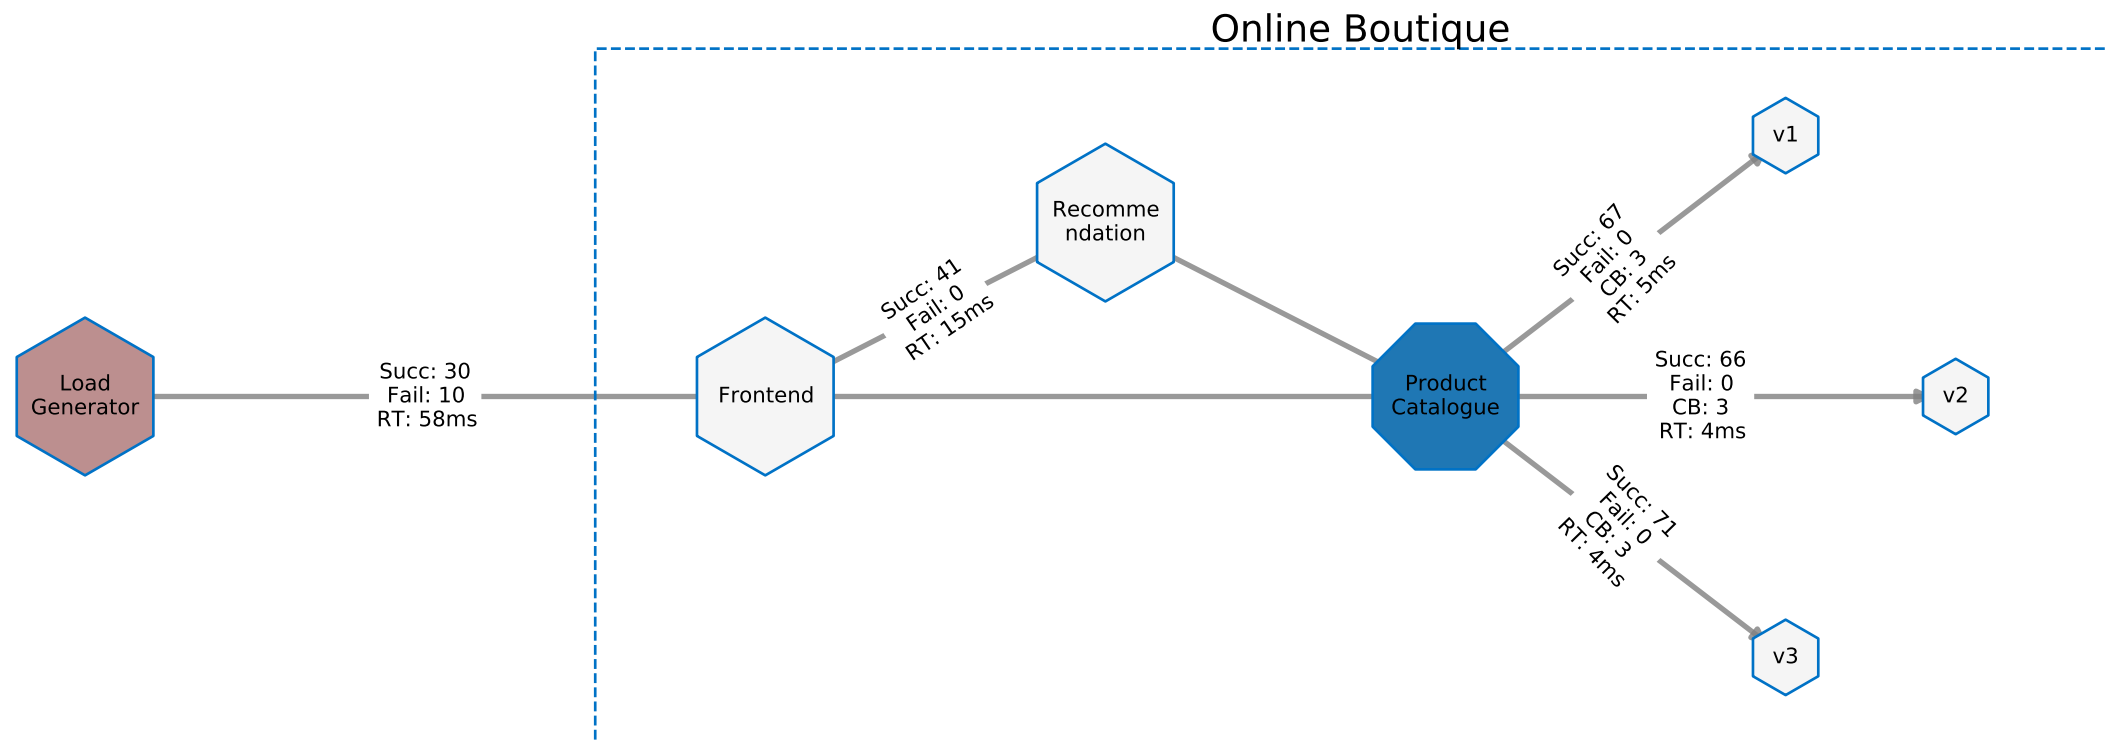 Online Boutique
Load
Generator
Succ: 30
Fail: 10
RT: 58ms
Frontend
Succ: 41
Fail: 0
RT: 15ms
Recomme
ndation
Product
Catalogue
Succ: 67
Fail: 0
CB: 3
RT: 5ms
v1
Succ: 66
Fail: 0
CB: 3
RT: 4ms
v2
Succ: 71
Fail: 0
CB: 3
RT: 4ms
v3